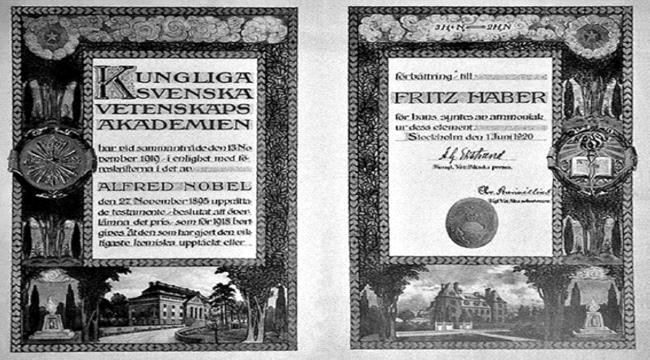 KUNGLIGA
SVENSKA
VETENSKAPS
AKADEMIEN
har vid sammanträde den 13 No
vember 1919 i enlighet med fö
reskrifterna i det av
ALFRED NOBEL
den 27 November 1895 upprätta
de testamente beslutat att över
lämna det pris som för 1918 bort
givas åt den som har gjort den vik
tigaste kemiska upptäckt eller
3H+N 2H3N
förbättring till
FRITZ HABER
för hans syntes av ammoniak
ur dess element
Stockholm den 1 Juni 1920